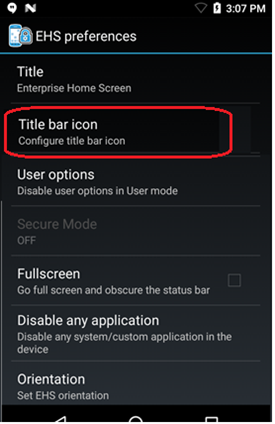 3:07 PM
EHS preferences
Title
Enterprise Home Screen
Title bar icon
Configure title bar icon
User options
Disable user options in User mode
Secure Mode
OFF
Fullscreen
Go full screen and obscure the status bar
Disable any application
Disable any system/custom application in the
device
Orientation
Set EHS orientation